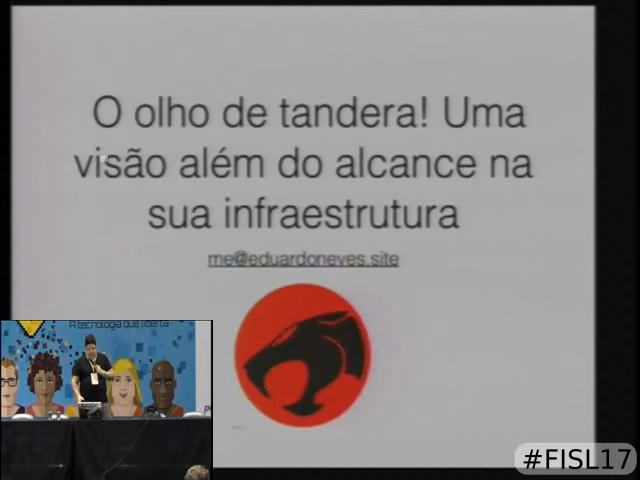 O olho de tandera! Uma
visão além do alcance na
sua infraestrutura
me@eduardoneves.site
A tecnologia que liberta
#FISL17